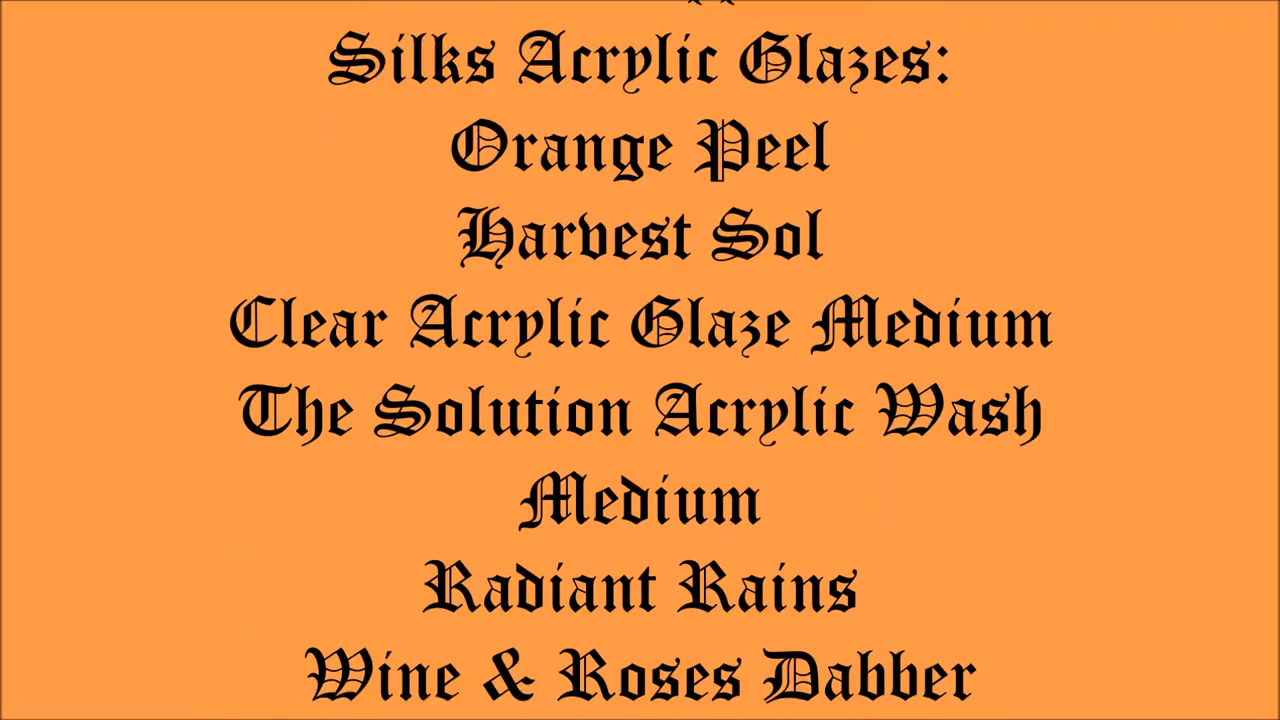 Silks Acrylic Glazes:
Orange Peel
Harvest Sol
Clear Acrylic Glaze Medium
The Solution Acrylic Wash
Medium
Radiant Rains
Wine & Roses Dabber